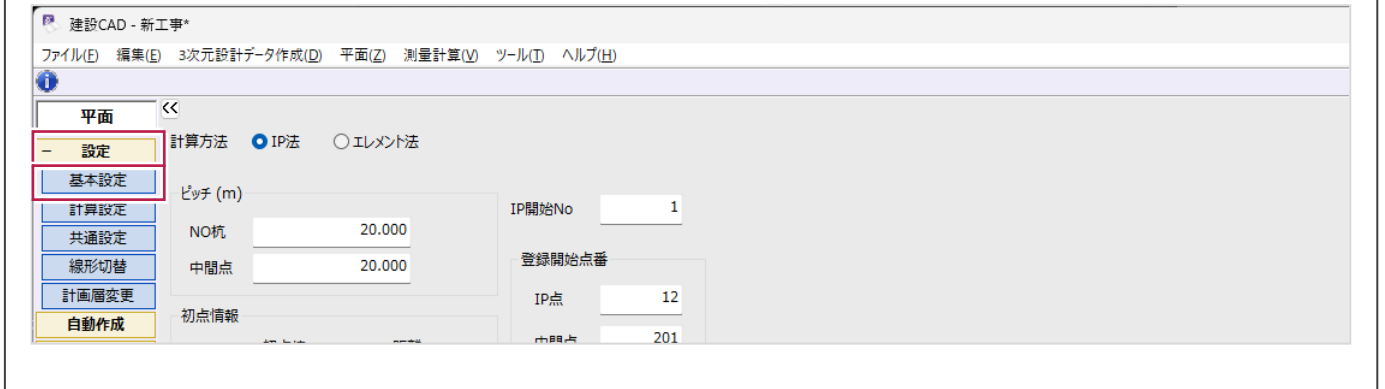 建設CAD - 新工事*
ファイル(F) 編集(E) 3次元設計データ作成(D) 平面(Z) 測量計算(V) ツール(T) ヘルプ(H)
平面
<<
－ 設定
計算方法 IP法 エレメント法
基本設定
計算設定
共通設定
線形切替
計画層変更
自動作成
ピッチ (m)
NO杭 20.000
中間点 20.000
IP開始No 1
登録開始点番
IP点 12
中間点 201
初点情報